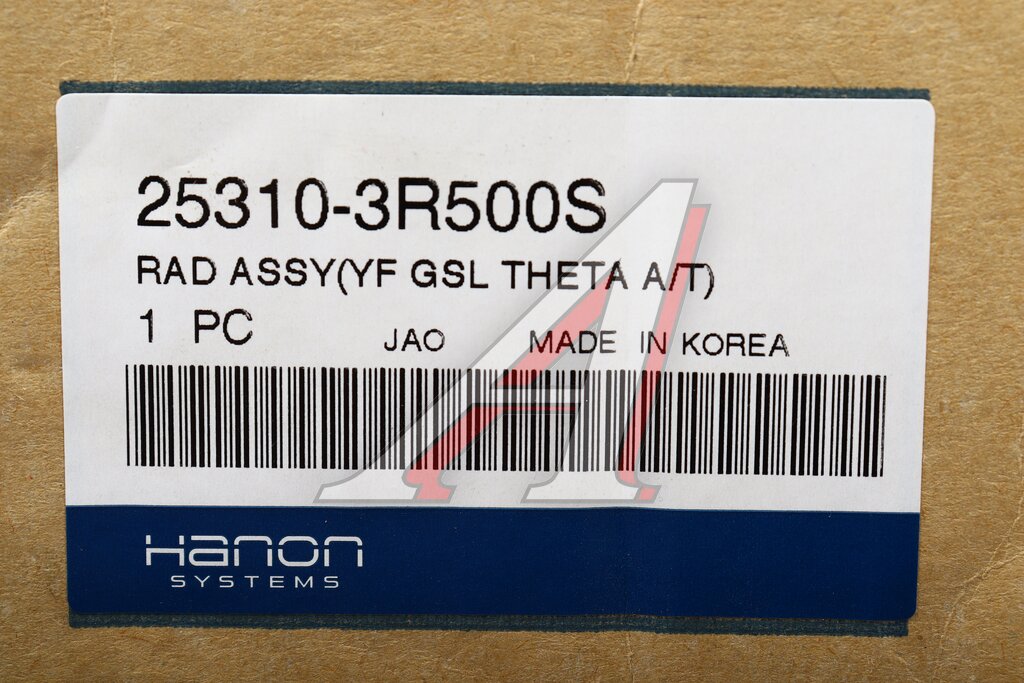 25310-3R500S
RAD ASSY(YF GSL THETA A/T)
1 PC JAO MADE IN KOREA
Hanon
SYSTEMS